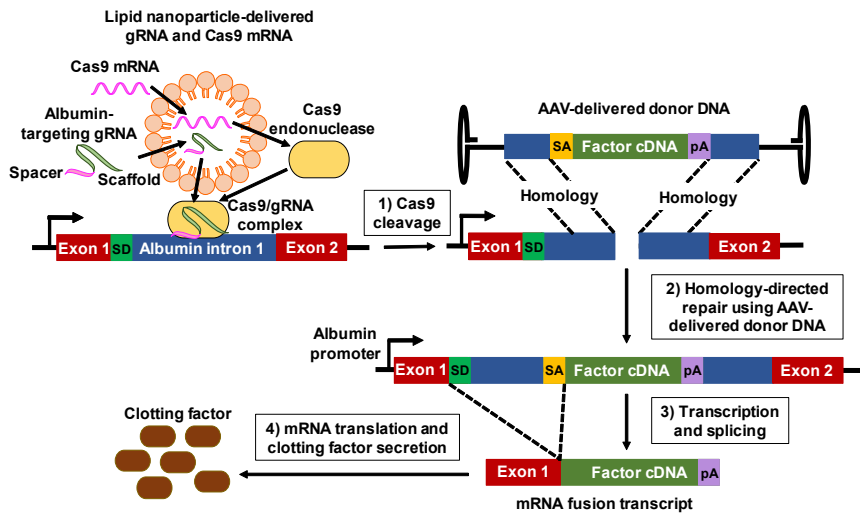 Lipid nanoparticle-delivered
gRNA and Cas9 mRNA
Cas9 mRNA
Albumin-
targeting gRNA
Spacer
Scaffold
Cas9
endonuclease
Cas9/gRNA
complex
Exon 1
SD
Albumin intron 1
Exon 2
1) Cas9
cleavage
AAV-delivered donor DNA
SA
Factor cDNA
pA
Homology
Homology
Exon 1
SD
Exon 2
2) Homology-directed
repair using AAV-
delivered donor DNA
Albumin
promoter
Exon 1
SD
SA
Factor cDNA
pA
Exon 2
3) Transcription
and splicing
Exon 1
Factor cDNA
pA
mRNA fusion transcript
4) mRNA translation and
clotting factor secretion
Clotting factor